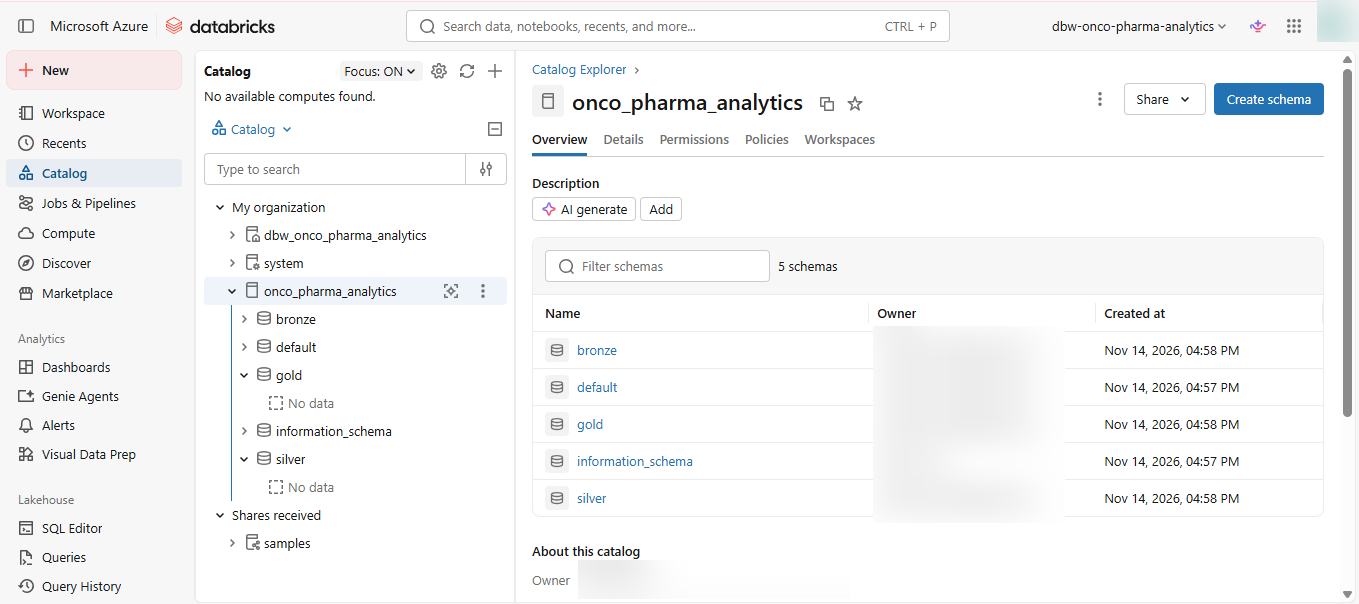 Microsoft Azure databricks
Search data, notebooks, recents, and more... CTRL + P
dbw-onco-pharma-analytics
New
Workspace
Recents
Catalog
Jobs & Pipelines
Compute
Discover
Marketplace
Analytics
Dashboards
Genie Agents
Alerts
Visual Data Prep
Lakehouse
SQL Editor
Queries
Query History
Catalog Focus: ON
No available computes found.
Catalog
Type to search
My organization
dbw_onco_pharma_analytics
system
onco_pharma_analytics
bronze
default
gold
No data
information_schema
silver
No data
Shares received
samples
Catalog Explorer
onco_pharma_analytics
Share
Create schema
Overview Details Permissions Policies Workspaces
Description
AI generate Add
Filter schemas 5 schemas
Name Owner Created at
bronze Nov 14, 2026, 04:58 PM
default Nov 14, 2026, 04:57 PM
gold Nov 14, 2026, 04:58 PM
information_schema Nov 14, 2026, 04:57 PM
silver Nov 14, 2026, 04:58 PM
About this catalog
Owner